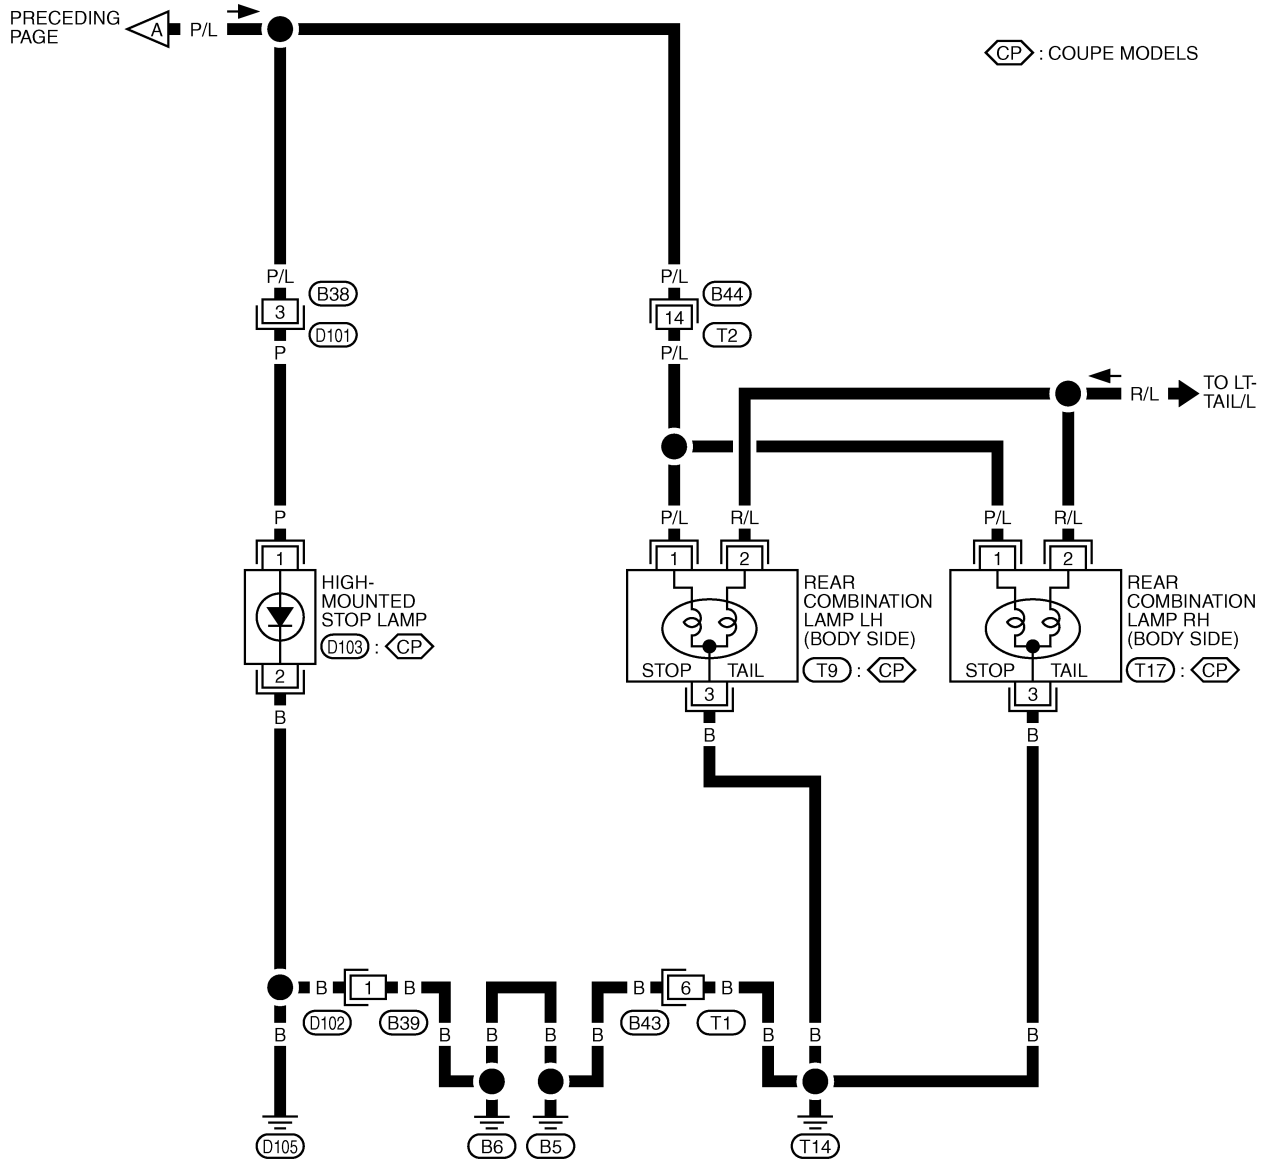 PRECEDING
PAGE
A
P/L
CP : COUPE MODELS
P/L
B38
3
D101
P
P/L
B44
14
T2
P/L
R/L
TO LT-
TAIL/L
P
P/L
R/L
P/L
R/L
1
HIGH-
MOUNTED
STOP LAMP
D103 : CP
2
B
1
2
REAR
COMBINATION
LAMP LH
(BODY SIDE)
STOP
TAIL
T9 : CP
3
B
1
2
REAR
COMBINATION
LAMP RH
(BODY SIDE)
STOP
TAIL
T17 : CP
3
B
B
1
B
B
6
B
D102
B39
B43
T1
B
B
B
B
B
B
B
B
D105
B6
B5
T14